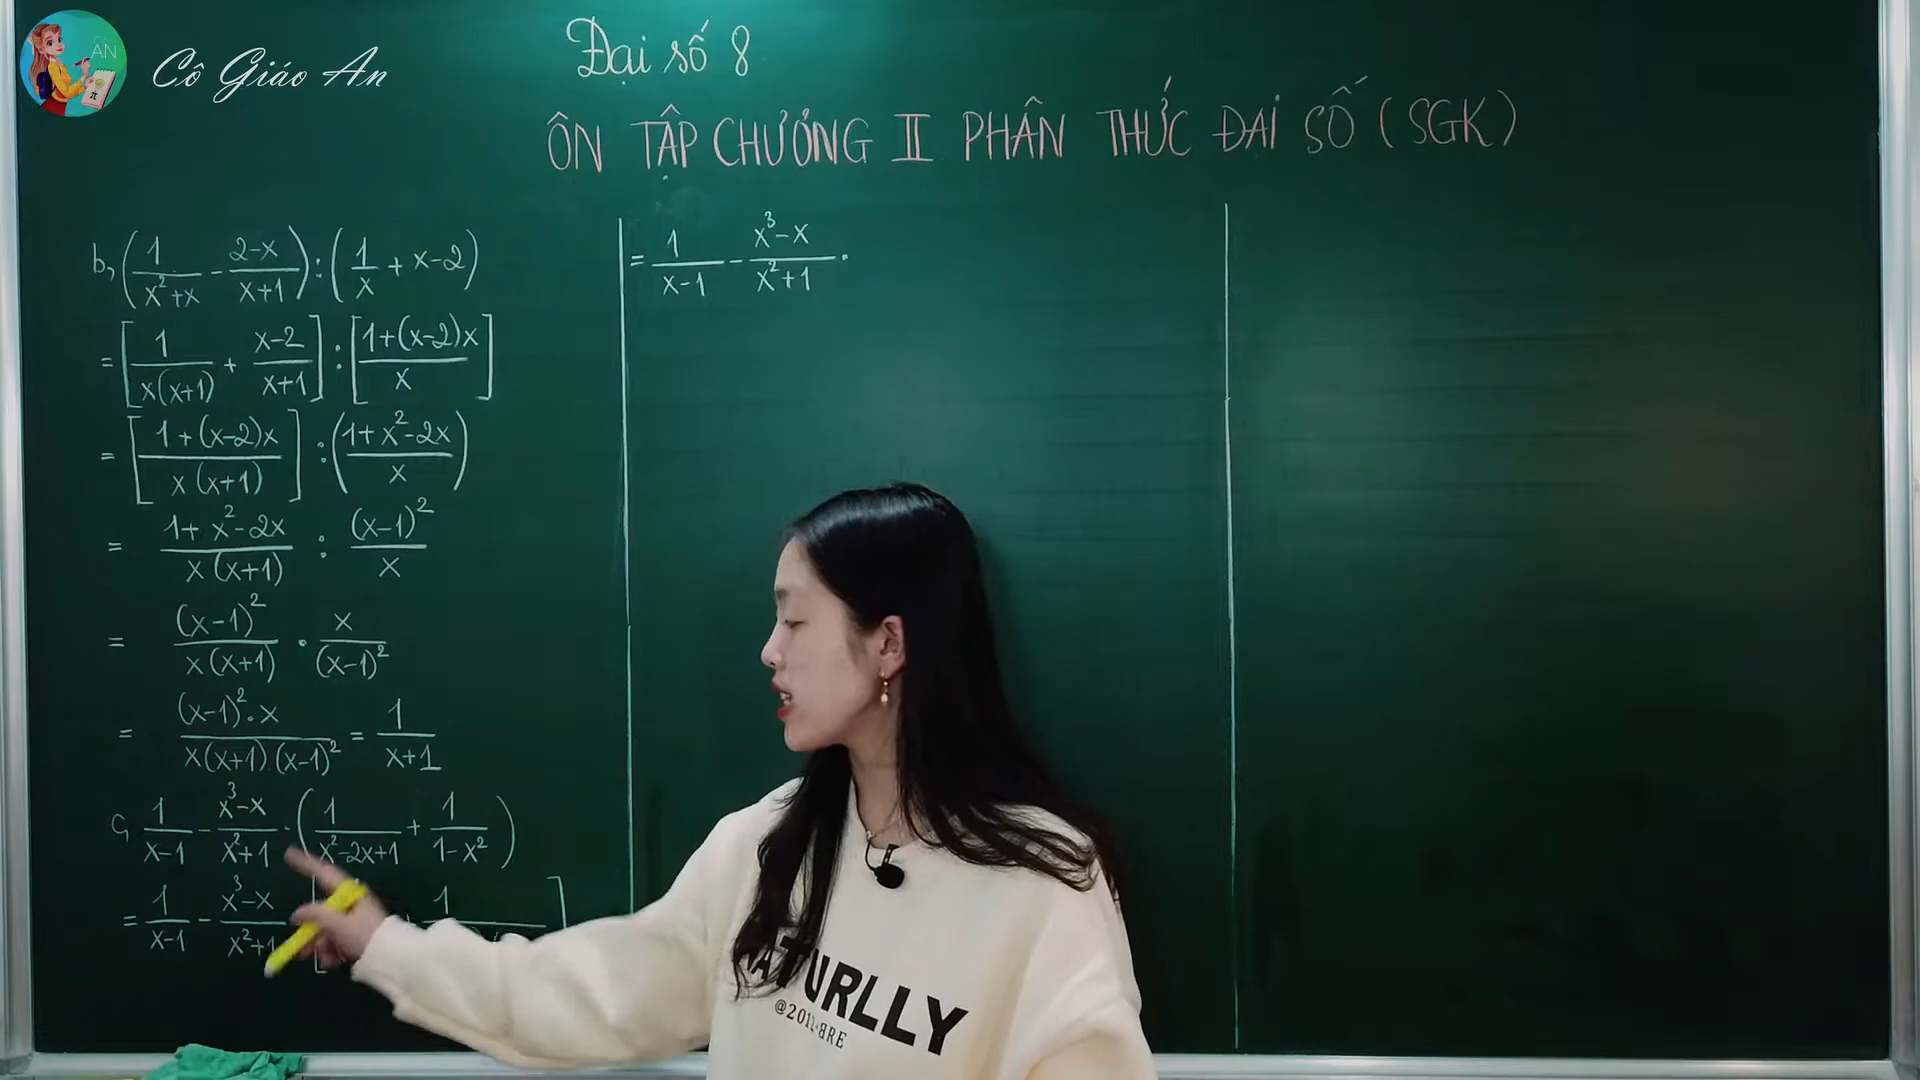 AN
Cô Giáo An
Đại số 8
ÔN TẬP CHƯƠNG II PHÂN THỨC ĐẠI SỐ (SGK)
b, (1/(x²+x) - (2-x)/(x+1)) : (1/x + x-2)
= [1/(x(x+1)) + (x-2)/(x+1)] : [(1+(x-2)x)/x]
= [(1+(x-2)x)/(x(x+1))] : ((1+x²-2x)/x)
= (1+x²-2x)/(x(x+1)) : (x-1)²/x
= (x-1)²/(x(x+1)) · x/(x-1)²
= ((x-1)²·x)/(x(x+1)(x-1)²) = 1/(x+1)
c, 1/(x-1) - (x³-x)/(x²+1) · (1/(x²-2x+1) + 1/(1-x²))
= 1/(x-1) - (x³-x)/(x²+1) [ + 1 ]
= 1/(x-1) - (x³-x)/(x²+1) ·
ATURLLY